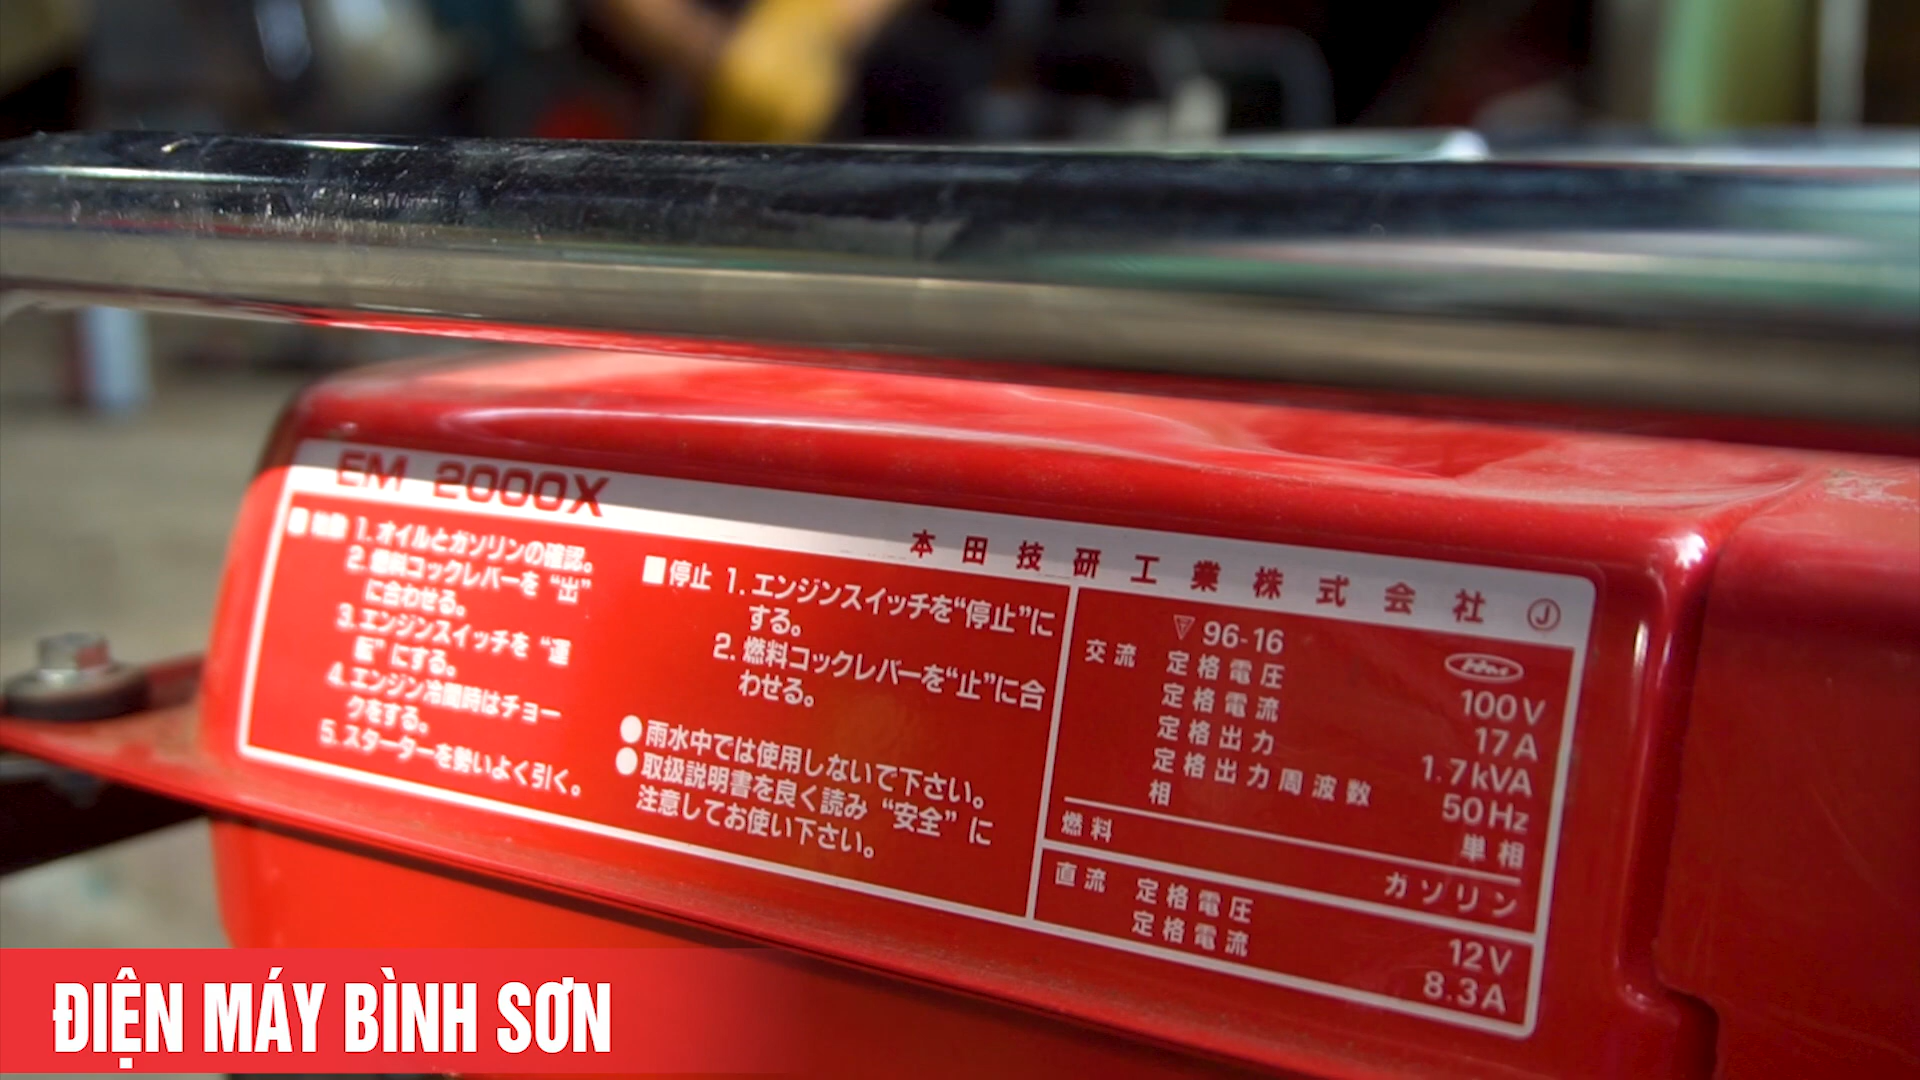 EM 2000X
本田技研工業株式会社 Ⓙ
1. オイルとガソリンの確認。
2. 燃料コックレバーを“出”
に合わせる。
3. エンジンスイッチを“運
転”にする。
4. エンジン冷間時はチョー
クをする。
5. スターターを勢いよく引く。
■停止 1. エンジンスイッチを“停止”に
する。
2. 燃料コックレバーを“止”に合
わせる。
●雨水中では使用しないで下さい。
●取扱説明書を良く読み“安全”に
注意してお使い下さい。
96-16
交流 定格電圧 100V
定格電流 17A
定格出力 1.7kVA
定格出力周波数 50Hz
相 単相
燃料 ガソリン
直流 定格電圧 12V
定格電流 8.3A
ĐIỆN MÁY BÌNH SƠN